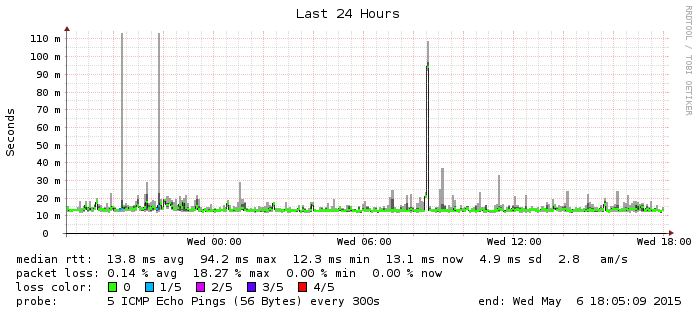 Last 24 Hours
RRDTOOL / TOBI OETIKER
Seconds
110 m
100 m
90 m
80 m
70 m
60 m
50 m
40 m
30 m
20 m
10 m
0
Wed 00:00 Wed 06:00 Wed 12:00 Wed 18:00
median rtt: 13.8 ms avg 94.2 ms max 12.3 ms min 13.1 ms now 4.9 ms sd 2.8 am/s
packet loss: 0.14 % avg 18.27 % max 0.00 % min 0.00 % now
loss color: 0 1/5 2/5 3/5 4/5
probe: 5 ICMP Echo Pings (56 Bytes) every 300s end: Wed May 6 18:05:09 2015